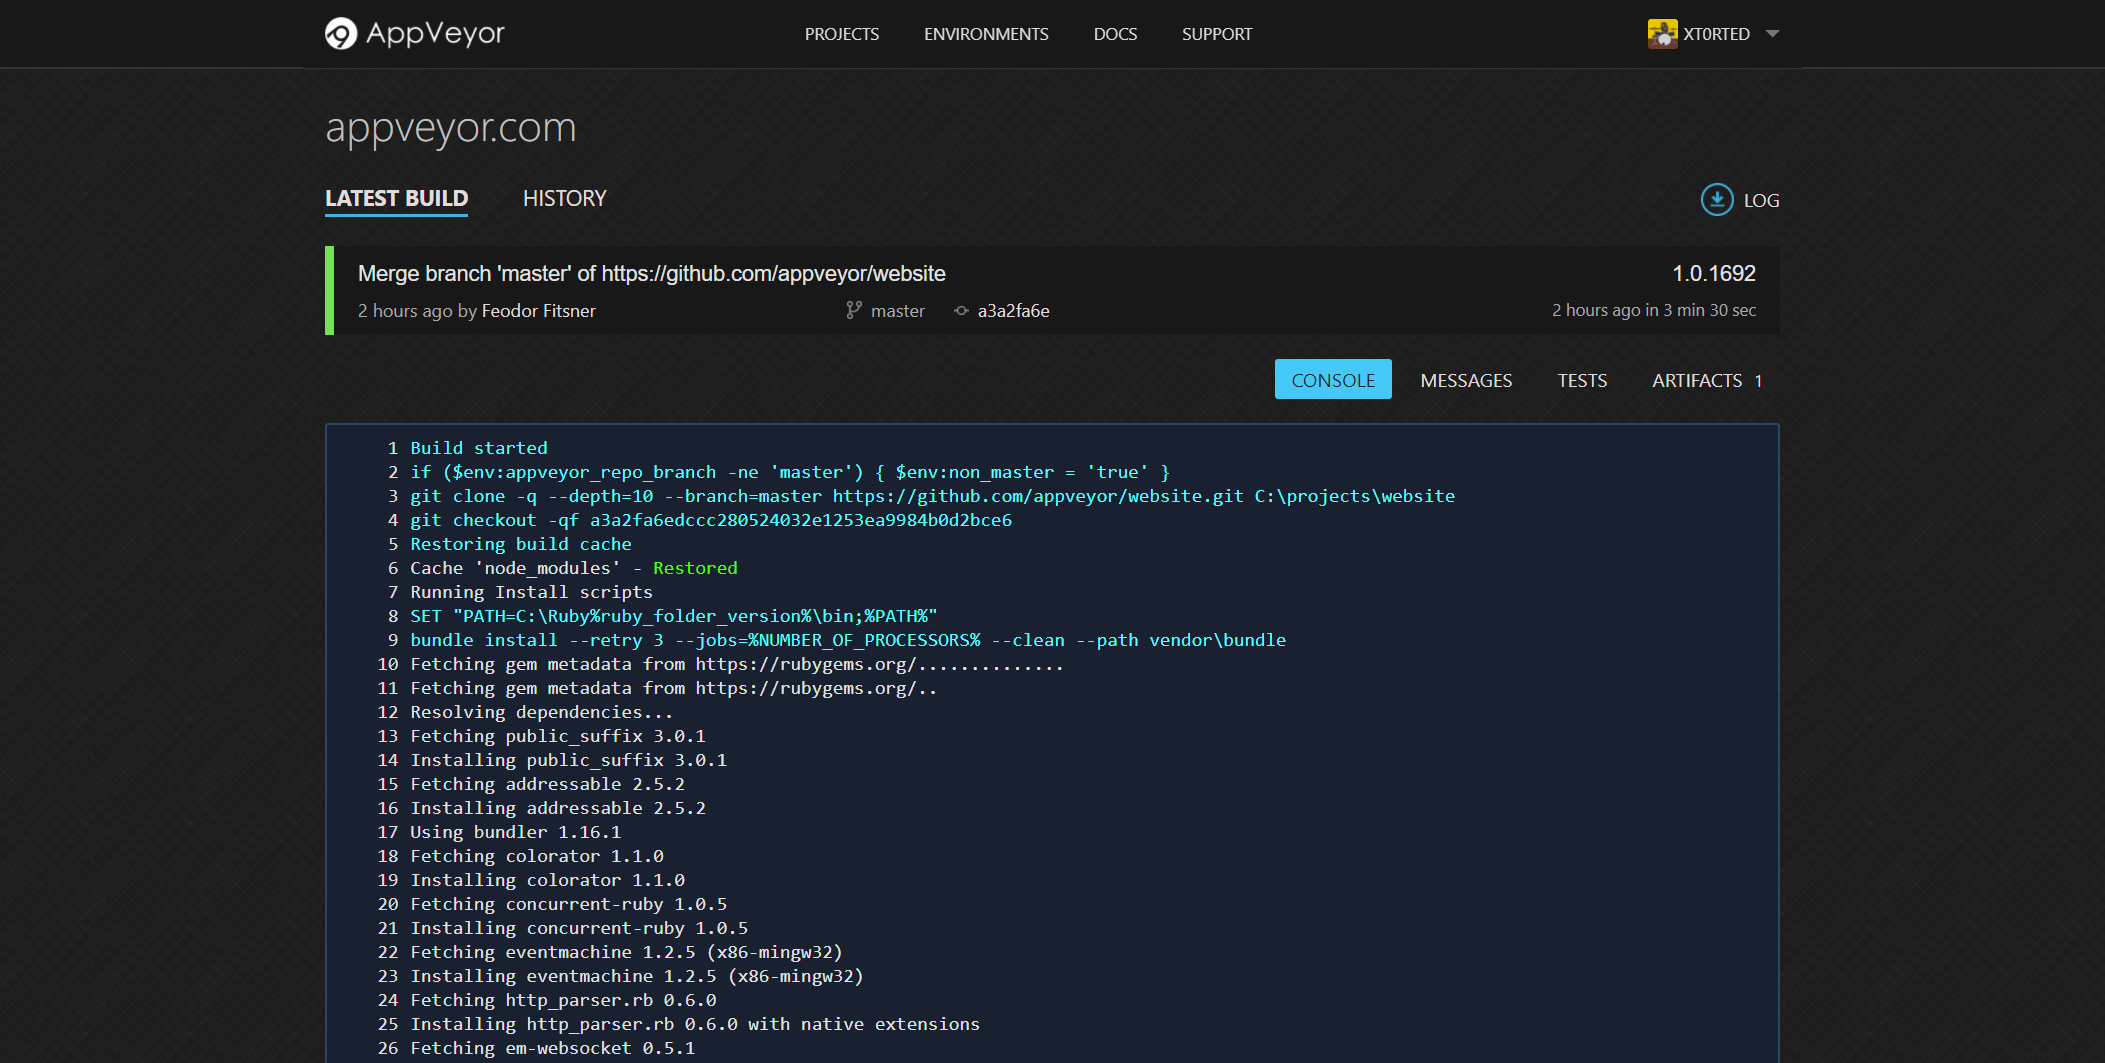 AppVeyor
PROJECTS ENVIRONMENTS DOCS SUPPORT
XT0RTED
appveyor.com
LATEST BUILD HISTORY
LOG
Merge branch 'master' of https://github.com/appveyor/website
1.0.1692
2 hours ago by Feodor Fitsner
master
a3a2fa6e
2 hours ago in 3 min 30 sec
CONSOLE MESSAGES TESTS ARTIFACTS 1
1 Build started
2 if ($env:appveyor_repo_branch -ne 'master') { $env:non_master = 'true' }
3 git clone -q --depth=10 --branch=master https://github.com/appveyor/website.git C:\projects\website
4 git checkout -qf a3a2fa6edccc280524032e1253ea9984b0d2bce6
5 Restoring build cache
6 Cache 'node_modules' - Restored
7 Running Install scripts
8 SET "PATH=C:\Ruby%ruby_folder_version%\bin;%PATH%"
9 bundle install --retry 3 --jobs=%NUMBER_OF_PROCESSORS% --clean --path vendor\bundle
10 Fetching gem metadata from https://rubygems.org/..............
11 Fetching gem metadata from https://rubygems.org/..
12 Resolving dependencies...
13 Fetching public_suffix 3.0.1
14 Installing public_suffix 3.0.1
15 Fetching addressable 2.5.2
16 Installing addressable 2.5.2
17 Using bundler 1.16.1
18 Fetching colorator 1.1.0
19 Installing colorator 1.1.0
20 Fetching concurrent-ruby 1.0.5
21 Installing concurrent-ruby 1.0.5
22 Fetching eventmachine 1.2.5 (x86-mingw32)
23 Installing eventmachine 1.2.5 (x86-mingw32)
24 Fetching http_parser.rb 0.6.0
25 Installing http_parser.rb 0.6.0 with native extensions
26 Fetching em-websocket 0.5.1